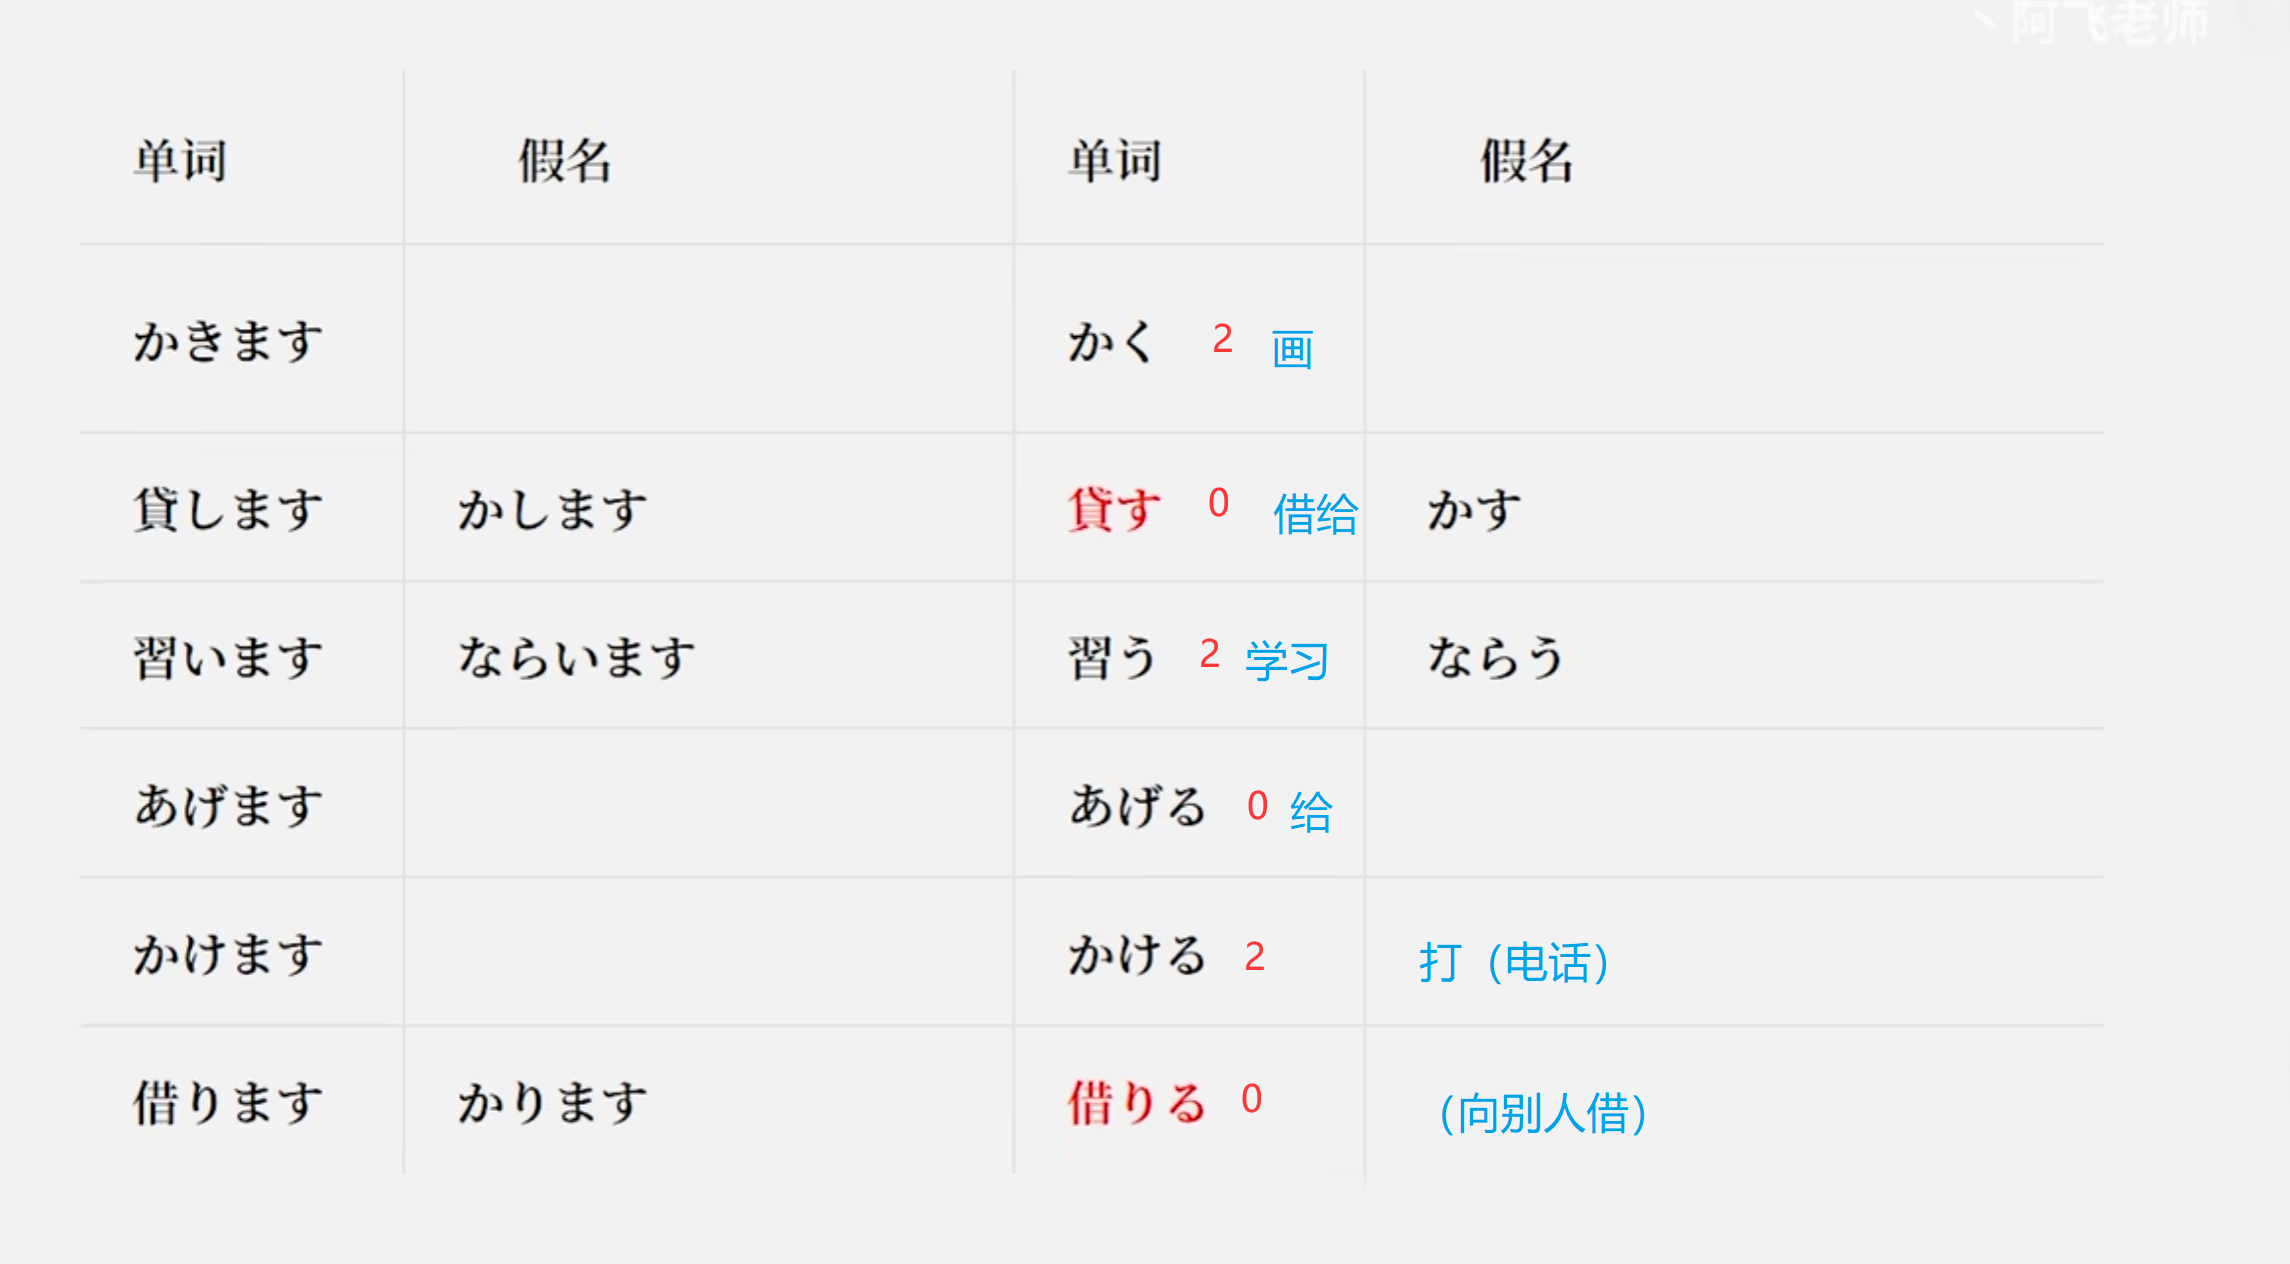 丶阿飞老师
单词 假名 单词 假名
かきます かく 2 画
貸します かします 貸す 0 借给 かす
習います ならいます 習う 2 学习 ならう
あげます あげる 0 给
かけます かける 2 打（电话）
借ります かります 借りる 0 （向别人借）